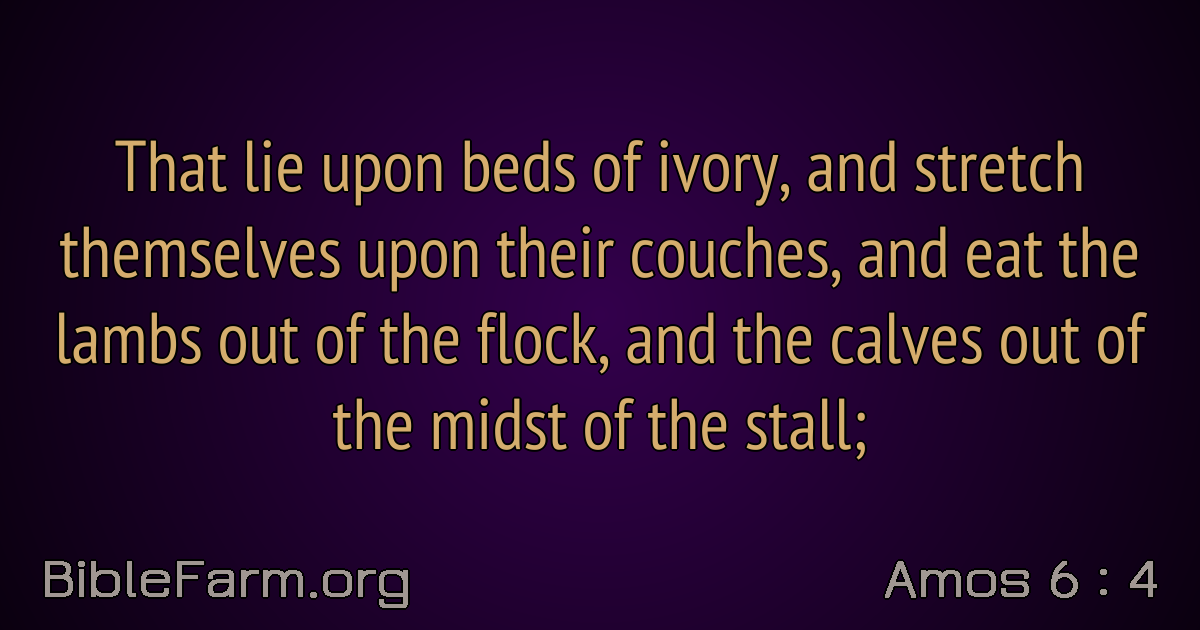 That lie upon beds of ivory, and stretch
themselves upon their couches, and eat the
lambs out of the flock, and the calves out of
the midst of the stall;
BibleFarm.org
Amos 6 : 4